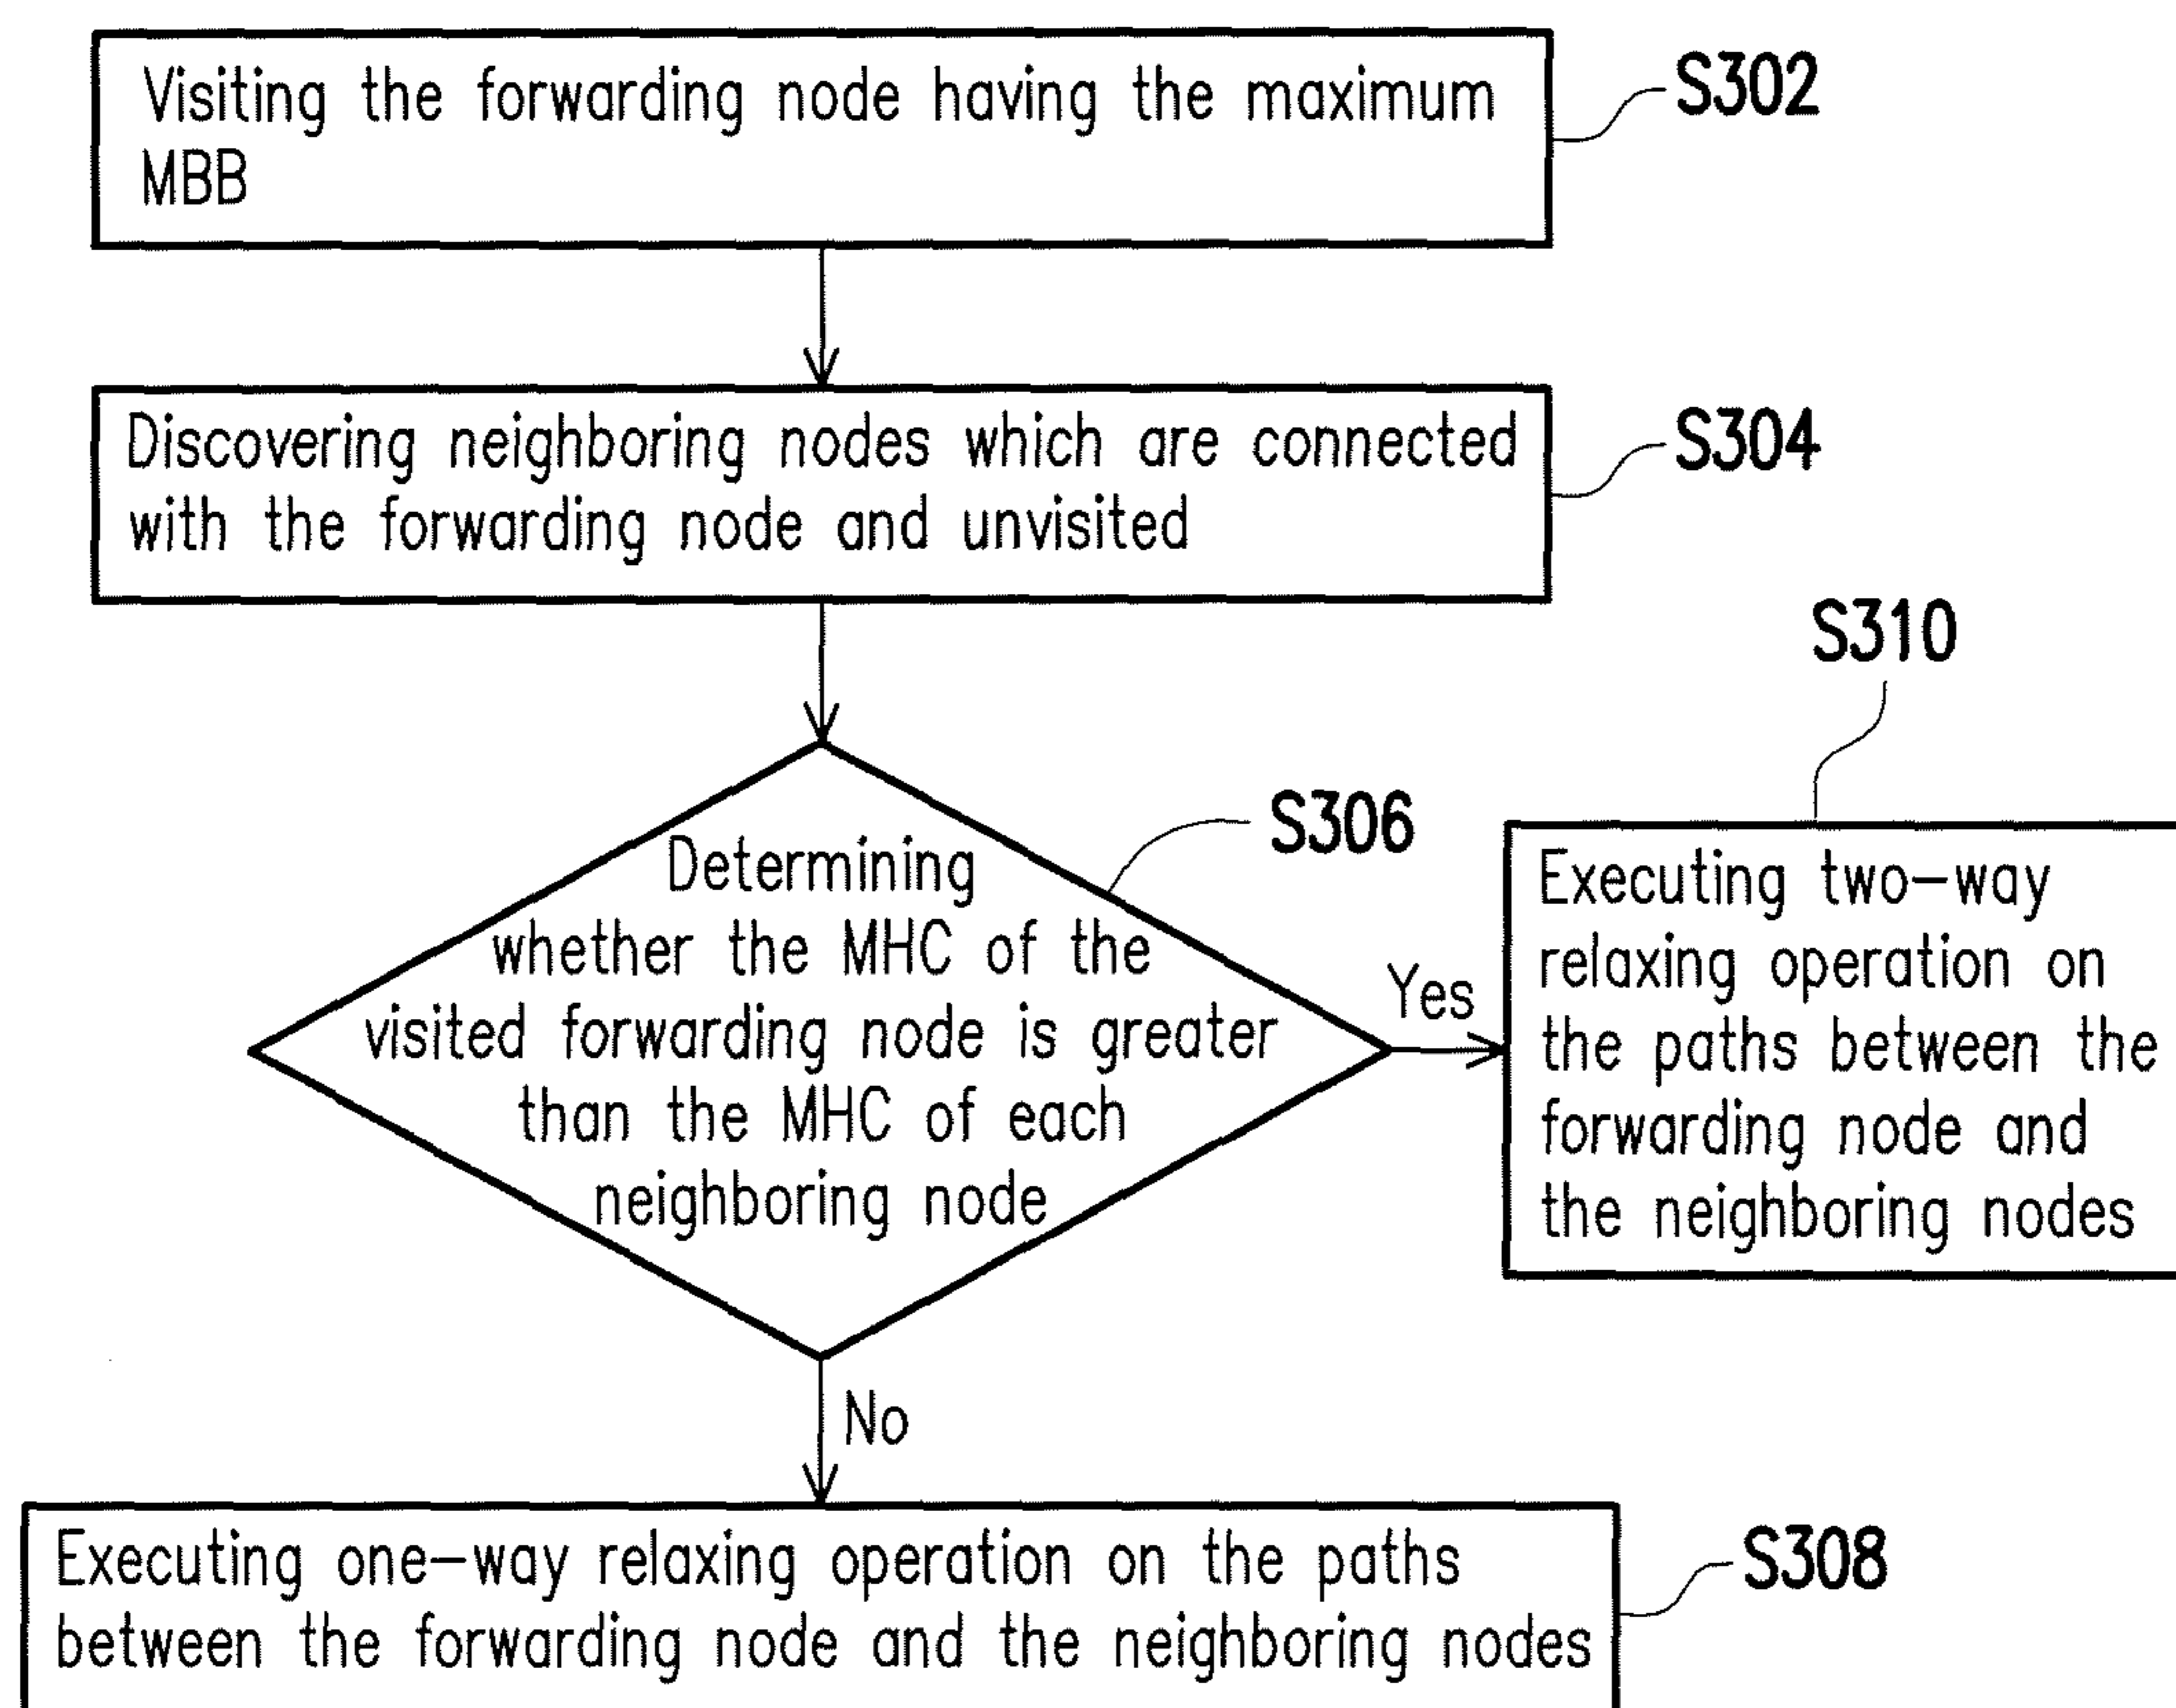 Visiting the forwarding node having the maximum
MBB
S302
Discovering neighboring nodes which are connected
with the forwarding node and unvisited
S304
Determining
whether the MHC of the
visited forwarding node is greater
than the MHC of each
neighboring node
S306
Yes
S310
Executing two-way
relaxing operation on
the paths between the
forwarding node and
the neighboring nodes
No
Executing one-way relaxing operation on the paths
between the forwarding node and the neighboring nodes
S308